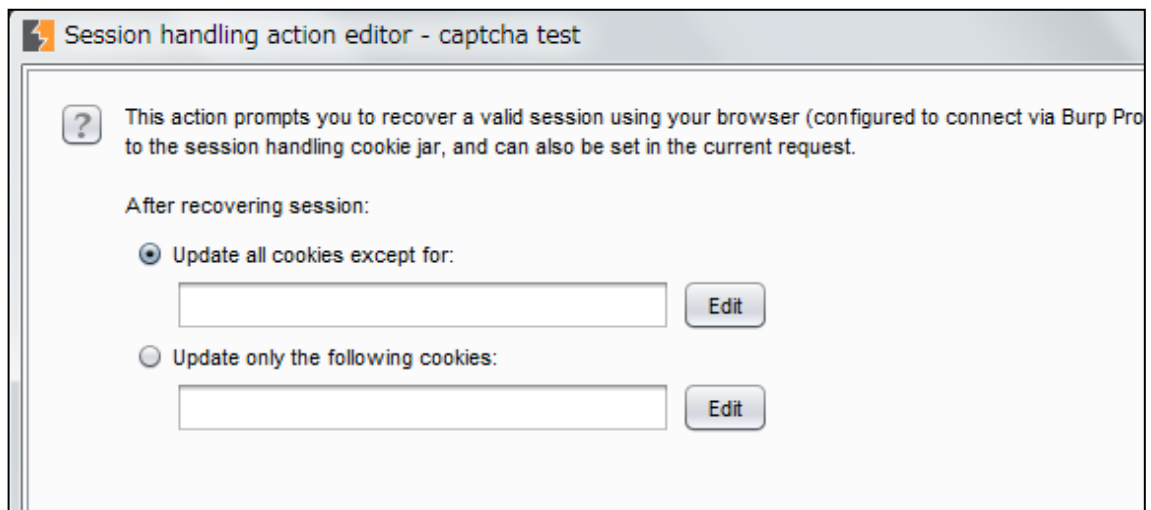 Session handling action editor - captcha test
?
This action prompts you to recover a valid session using your browser (configured to connect via Burp Pro
to the session handling cookie jar, and can also be set in the current request.
After recovering session:
Update all cookies except for:
Edit
Update only the following cookies:
Edit